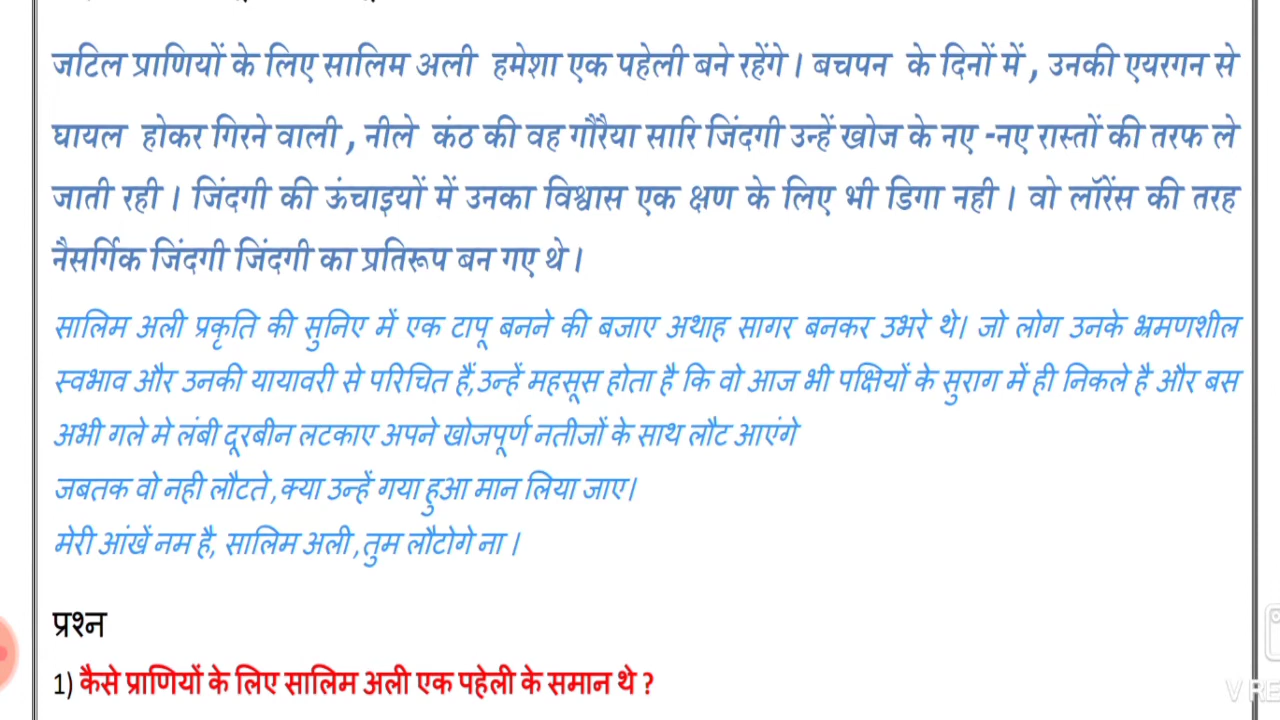 जटिल प्राणियों के लिए सालिम अली हमेशा एक पहेली बने रहेंगे। बचपन के दिनों में , उनकी एयरगन से
घायल होकर गिरने वाली , नीले कंठ की वह गौरैया सारि जिंदगी उन्हें खोज के नए -नए रास्तों की तरफ ले
जाती रही। जिंदगी की ऊंचाइयों में उनका विश्वास एक क्षण के लिए भी डिगा नही। वो लॉरेंस की तरह
नैसर्गिक जिंदगी जिंदगी का प्रतिरूप बन गए थे।
सालिम अली प्रकृति की सुनिए में एक टापू बनने की बजाए अथाह सागर बनकर उभरे थे। जो लोग उनके भ्रमणशील
स्वभाव और उनकी यायावरी से परिचित हैं,उन्हें महसूस होता है कि वो आज भी पक्षियों के सुराग में ही निकले है और बस
अभी गले मे लंबी दूरबीन लटकाए अपने खोजपूर्ण नतीजों के साथ लौट आएंगे
जबतक वो नही लौटते ,क्या उन्हें गया हुआ मान लिया जाए।
मेरी आंखें नम है, सालिम अली ,तुम लौटोगे ना ।
प्रश्न
1) कैसे प्राणियों के लिए सालिम अली एक पहेली के समान थे ?